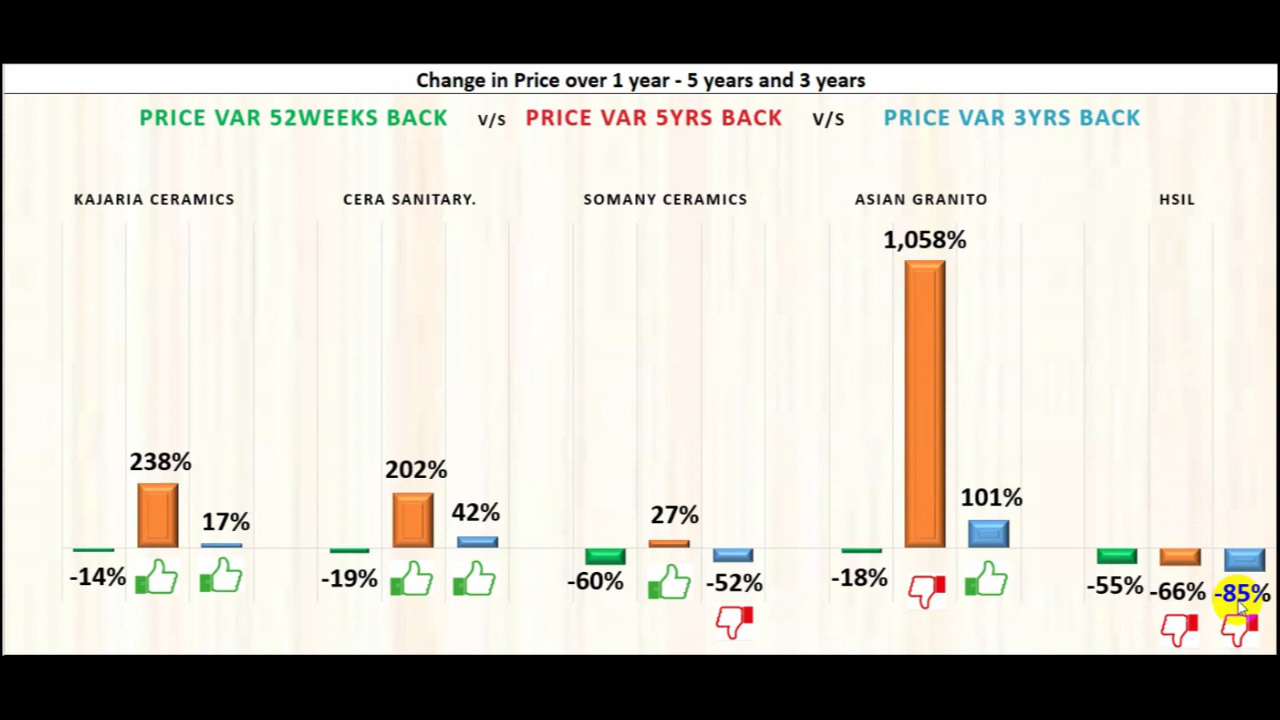 Change in Price over 1 year - 5 years and 3 years
PRICE VAR 52WEEKS BACK V/S PRICE VAR 5YRS BACK V/S PRICE VAR 3YRS BACK
KAJARIA CERAMICS CERA SANITARY. SOMANY CERAMICS ASIAN GRANITO HSIL
1,058%
238% 202% 101%
17% 42% 27%
-14% -19% -60% -52% -18% -55% -66% -85%